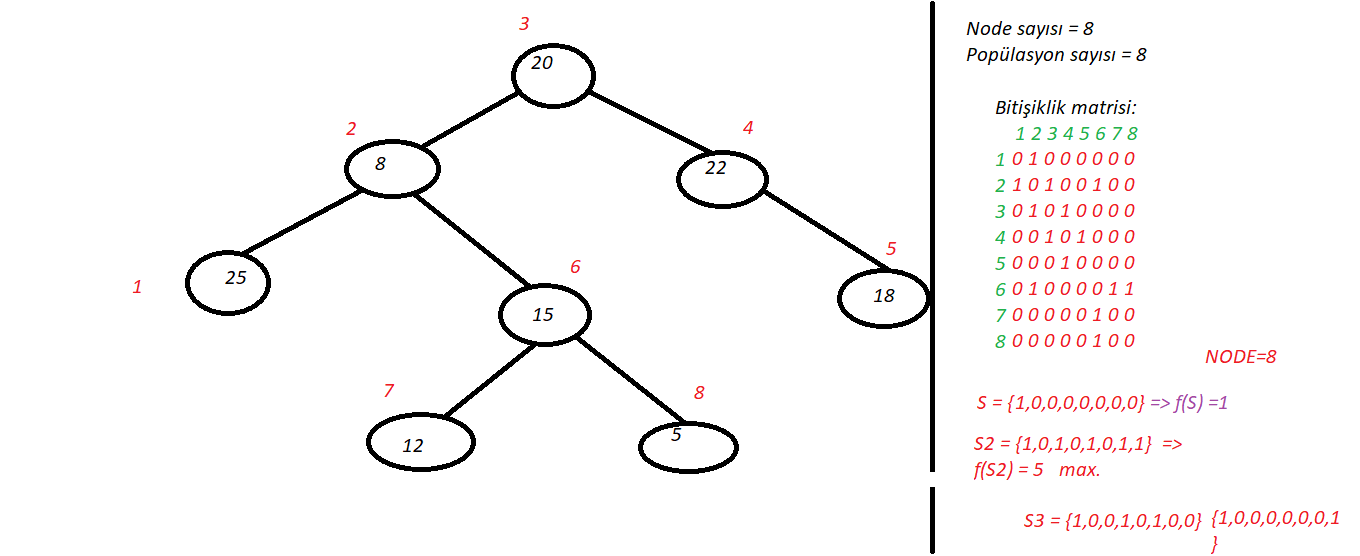 3
20
2
4
8
22
1
25
6
5
15
18
7
8
12
5
Node sayısı = 8
Popülasyon sayısı = 8
Bitişiklik matrisi:
1 2 3 4 5 6 7 8
1 0 1 0 0 0 0 0 0
2 1 0 1 0 0 1 0 0
3 0 1 0 1 0 0 0 0
4 0 0 1 0 1 0 0 0
5 0 0 0 1 0 0 0 0
6 0 1 0 0 0 0 1 1
7 0 0 0 0 0 1 0 0
8 0 0 0 0 0 1 0 0
NODE=8
S = {1,0,0,0,0,0,0,0} => f(S) =1
S2 = {1,0,1,0,1,0,1,1} =>
f(S2) = 5 max.
S3 = {1,0,0,1,0,1,0,0} {1,0,0,0,0,0,0,1
}